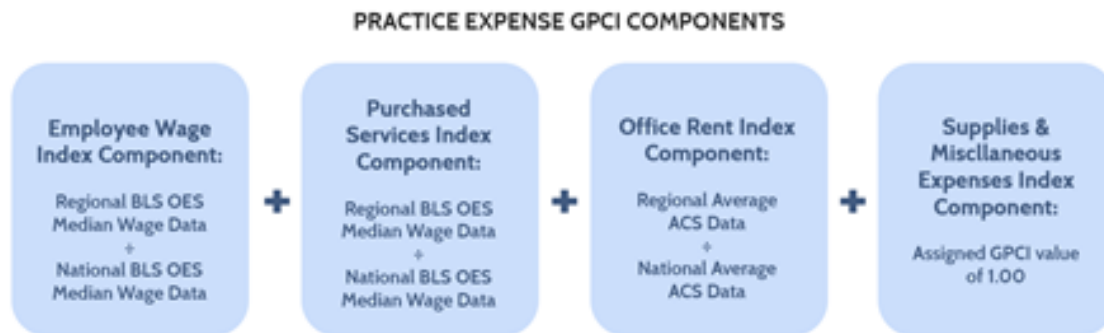 PRACTICE EXPENSE GPCI COMPONENTS
Employee Wage
Index Component:
Regional BLS OES
Median Wage Data
+
National BLS OES
Median Wage Data
+
Purchased
Services Index
Component:
Regional BLS OES
Median Wage Data
+
National BLS OES
Median Wage Data
+
Office Rent Index
Component:
Regional Average
ACS Data
+
National Average
ACS Data
+
Supplies &
Miscllaneous
Expenses Index
Component:
Assigned GPCI value
of 1.00